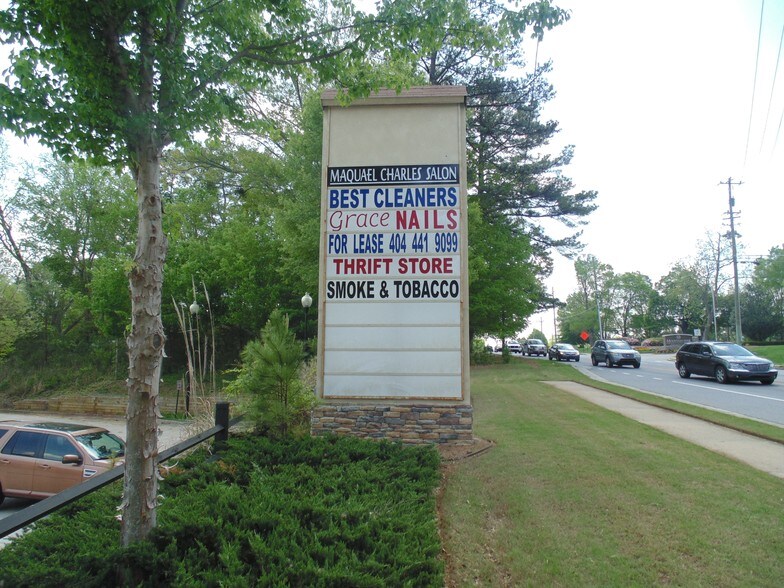 MAQUAEL CHARLES SALON
BEST CLEANERS
Grace NAILS
FOR LEASE 404 441 9099
THRIFT STORE
SMOKE & TOBACCO